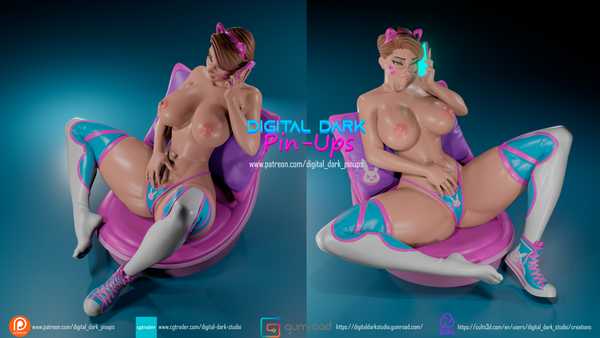 DIGITAL DARK
Pin-Ups
www.patreon.com/digital_dark_pinups
www.patreon.com/digital_dark_pinups
cgtrader
www.cgtrader.com/digital-dark-studio
gumroad
https://digitaldarkstudio.gumroad.com/
https://cults3d.com/en/users/digital_dark_studio/creations